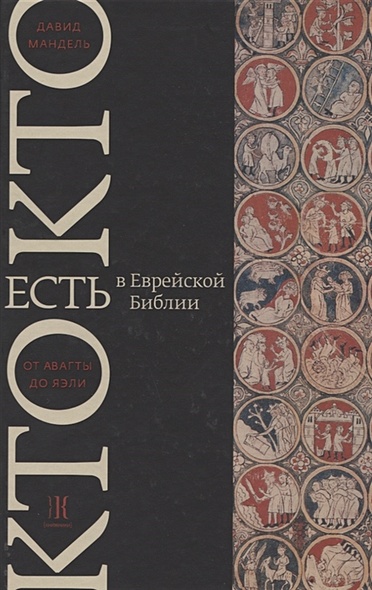 ДАВИД
МАНДЕЛЬ
КТО
ЕСТЬ
КТО
в Еврейской
Библии
ОТ АВАГТЫ
ДО ЯЭЛИ